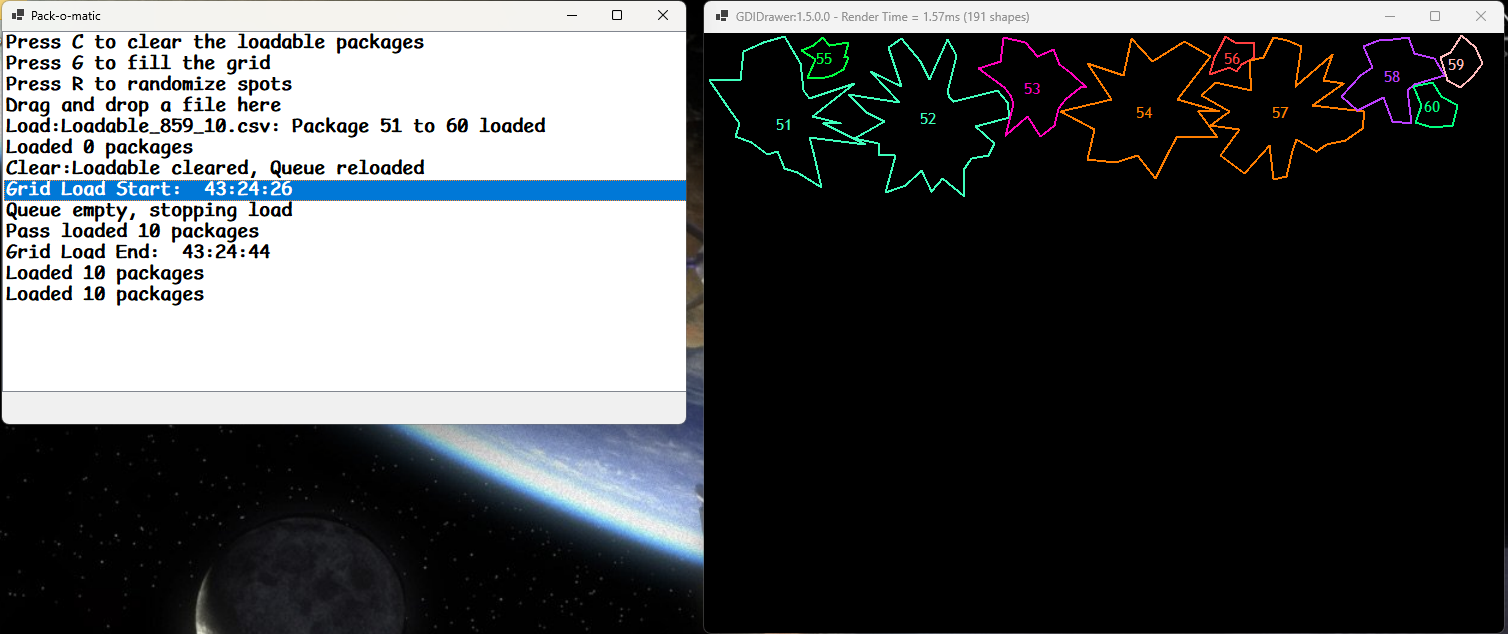 Pack-o-matic
Press C to clear the loadable packages
Press G to fill the grid
Press R to randomize spots
Drag and drop a file here
Load:Loadable_859_10.csv: Package 51 to 60 loaded
Loaded 0 packages
Clear:Loadable cleared, Queue reloaded
Grid Load Start:  43:24:26
Queue empty, stopping load
Pass loaded 10 packages
Grid Load End:  43:24:44
Loaded 10 packages
Loaded 10 packages
GDIDrawer:1.5.0.0 - Render Time = 1.57ms (191 shapes)
51
55
52
53
54
56
57
58
59
60